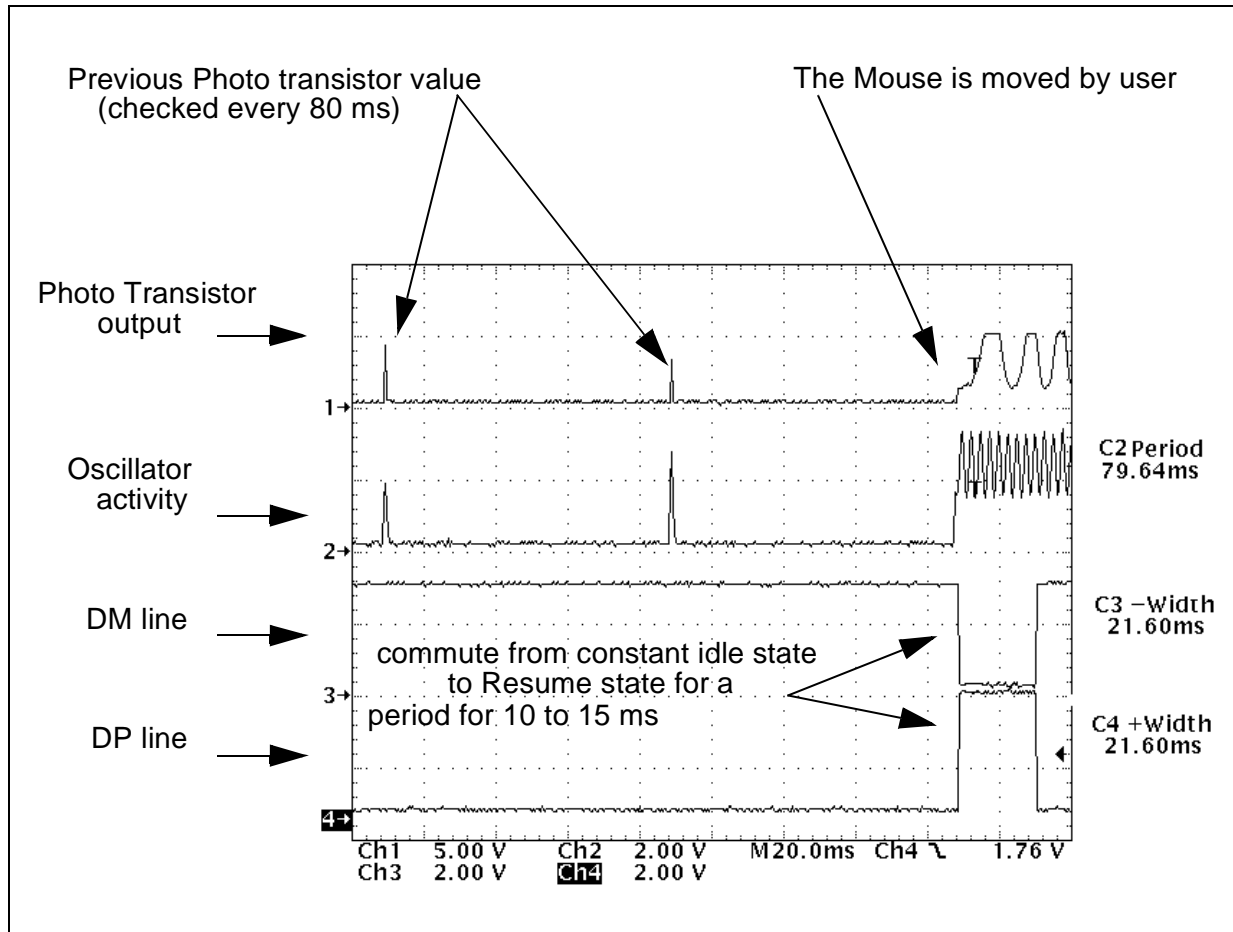 Previous Photo transistor value
(checked every 80 ms)
The Mouse is moved by user
Photo Transistor
output
1
T
Oscillator
activity
T
2
C2 Period
79.64ms
DM line
C3 −Width
21.60ms
commute from constant idle state
to Resume state for a
period for 10 to 15 ms
3
DP line
C4 +Width
21.60ms
4
Ch1 5.00 V Ch2 2.00 V M20.0ms Ch4 1.76 V
Ch3 2.00 V Ch4 2.00 V